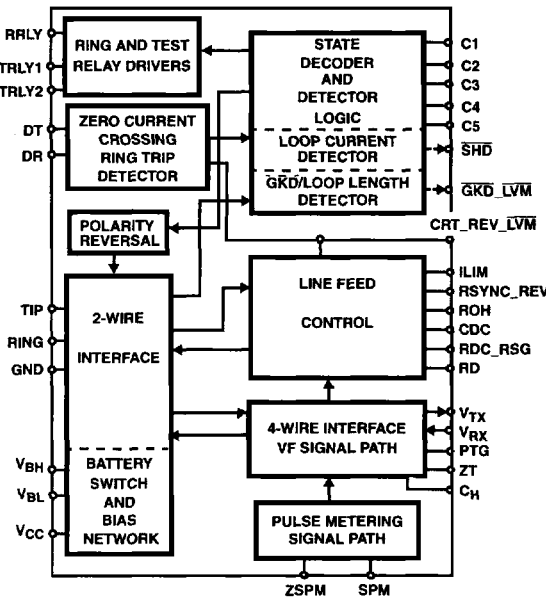 RRLY
TRLY1
TRLY2
RING AND TEST
RELAY DRIVERS
STATE
DECODER
AND
DETECTOR
LOGIC
C1
C2
C3
C4
C5
DT
DR
ZERO CURRENT
CROSSING
RING TRIP
DETECTOR
LOOP CURRENT
DETECTOR
SHD
GKD/LOOP LENGTH
DETECTOR
GKD_LVM
CRT_REV_LVM
POLARITY
REVERSAL
TIP
RING
GND
2-WIRE
INTERFACE
LINE FEED
CONTROL
ILIM
RSYNC_REV
ROH
CDC
RDC_RSG
RD
4-WIRE INTERFACE
VF SIGNAL PATH
VTX
VRX
PTG
ZT
CH
VBH
VBL
VCC
BATTERY
SWITCH
AND
BIAS
NETWORK
PULSE METERING
SIGNAL PATH
ZSPM
SPM